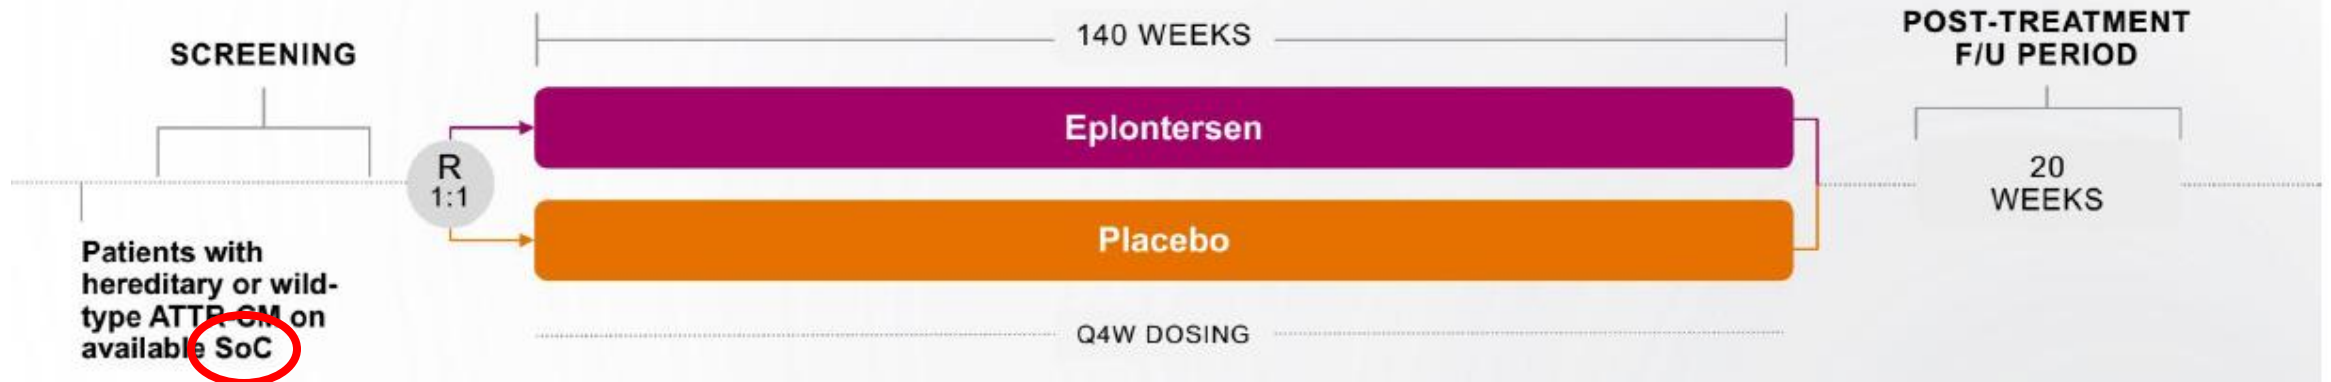 SCREENING
140 WEEKS
POST-TREATMENT
F/U PERIOD
Eplontersen
R
1:1
20
WEEKS
Placebo
Patients with
hereditary or wild-
type ATTR-CM on
available SoC
Q4W DOSING